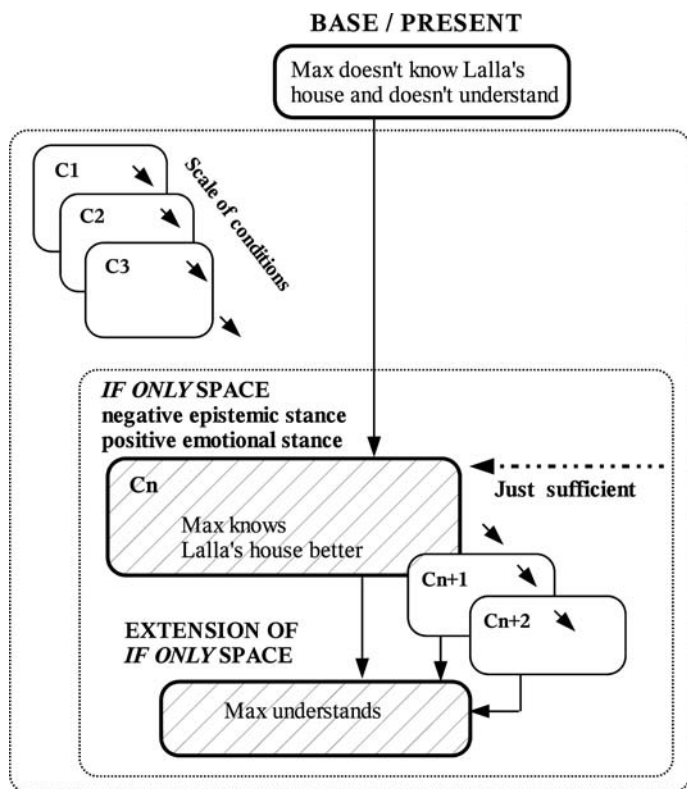 BASE / PRESENT
Max doesn't know Lalla's
house and doesn't understand
C1
C2
C3
Scale of conditions
IF ONLY SPACE
negative epistemic stance
positive emotional stance
Cn
Max knows
Lalla's house better
Just sufficient
Cn+1
Cn+2
EXTENSION OF
IF ONLY SPACE
Max understands